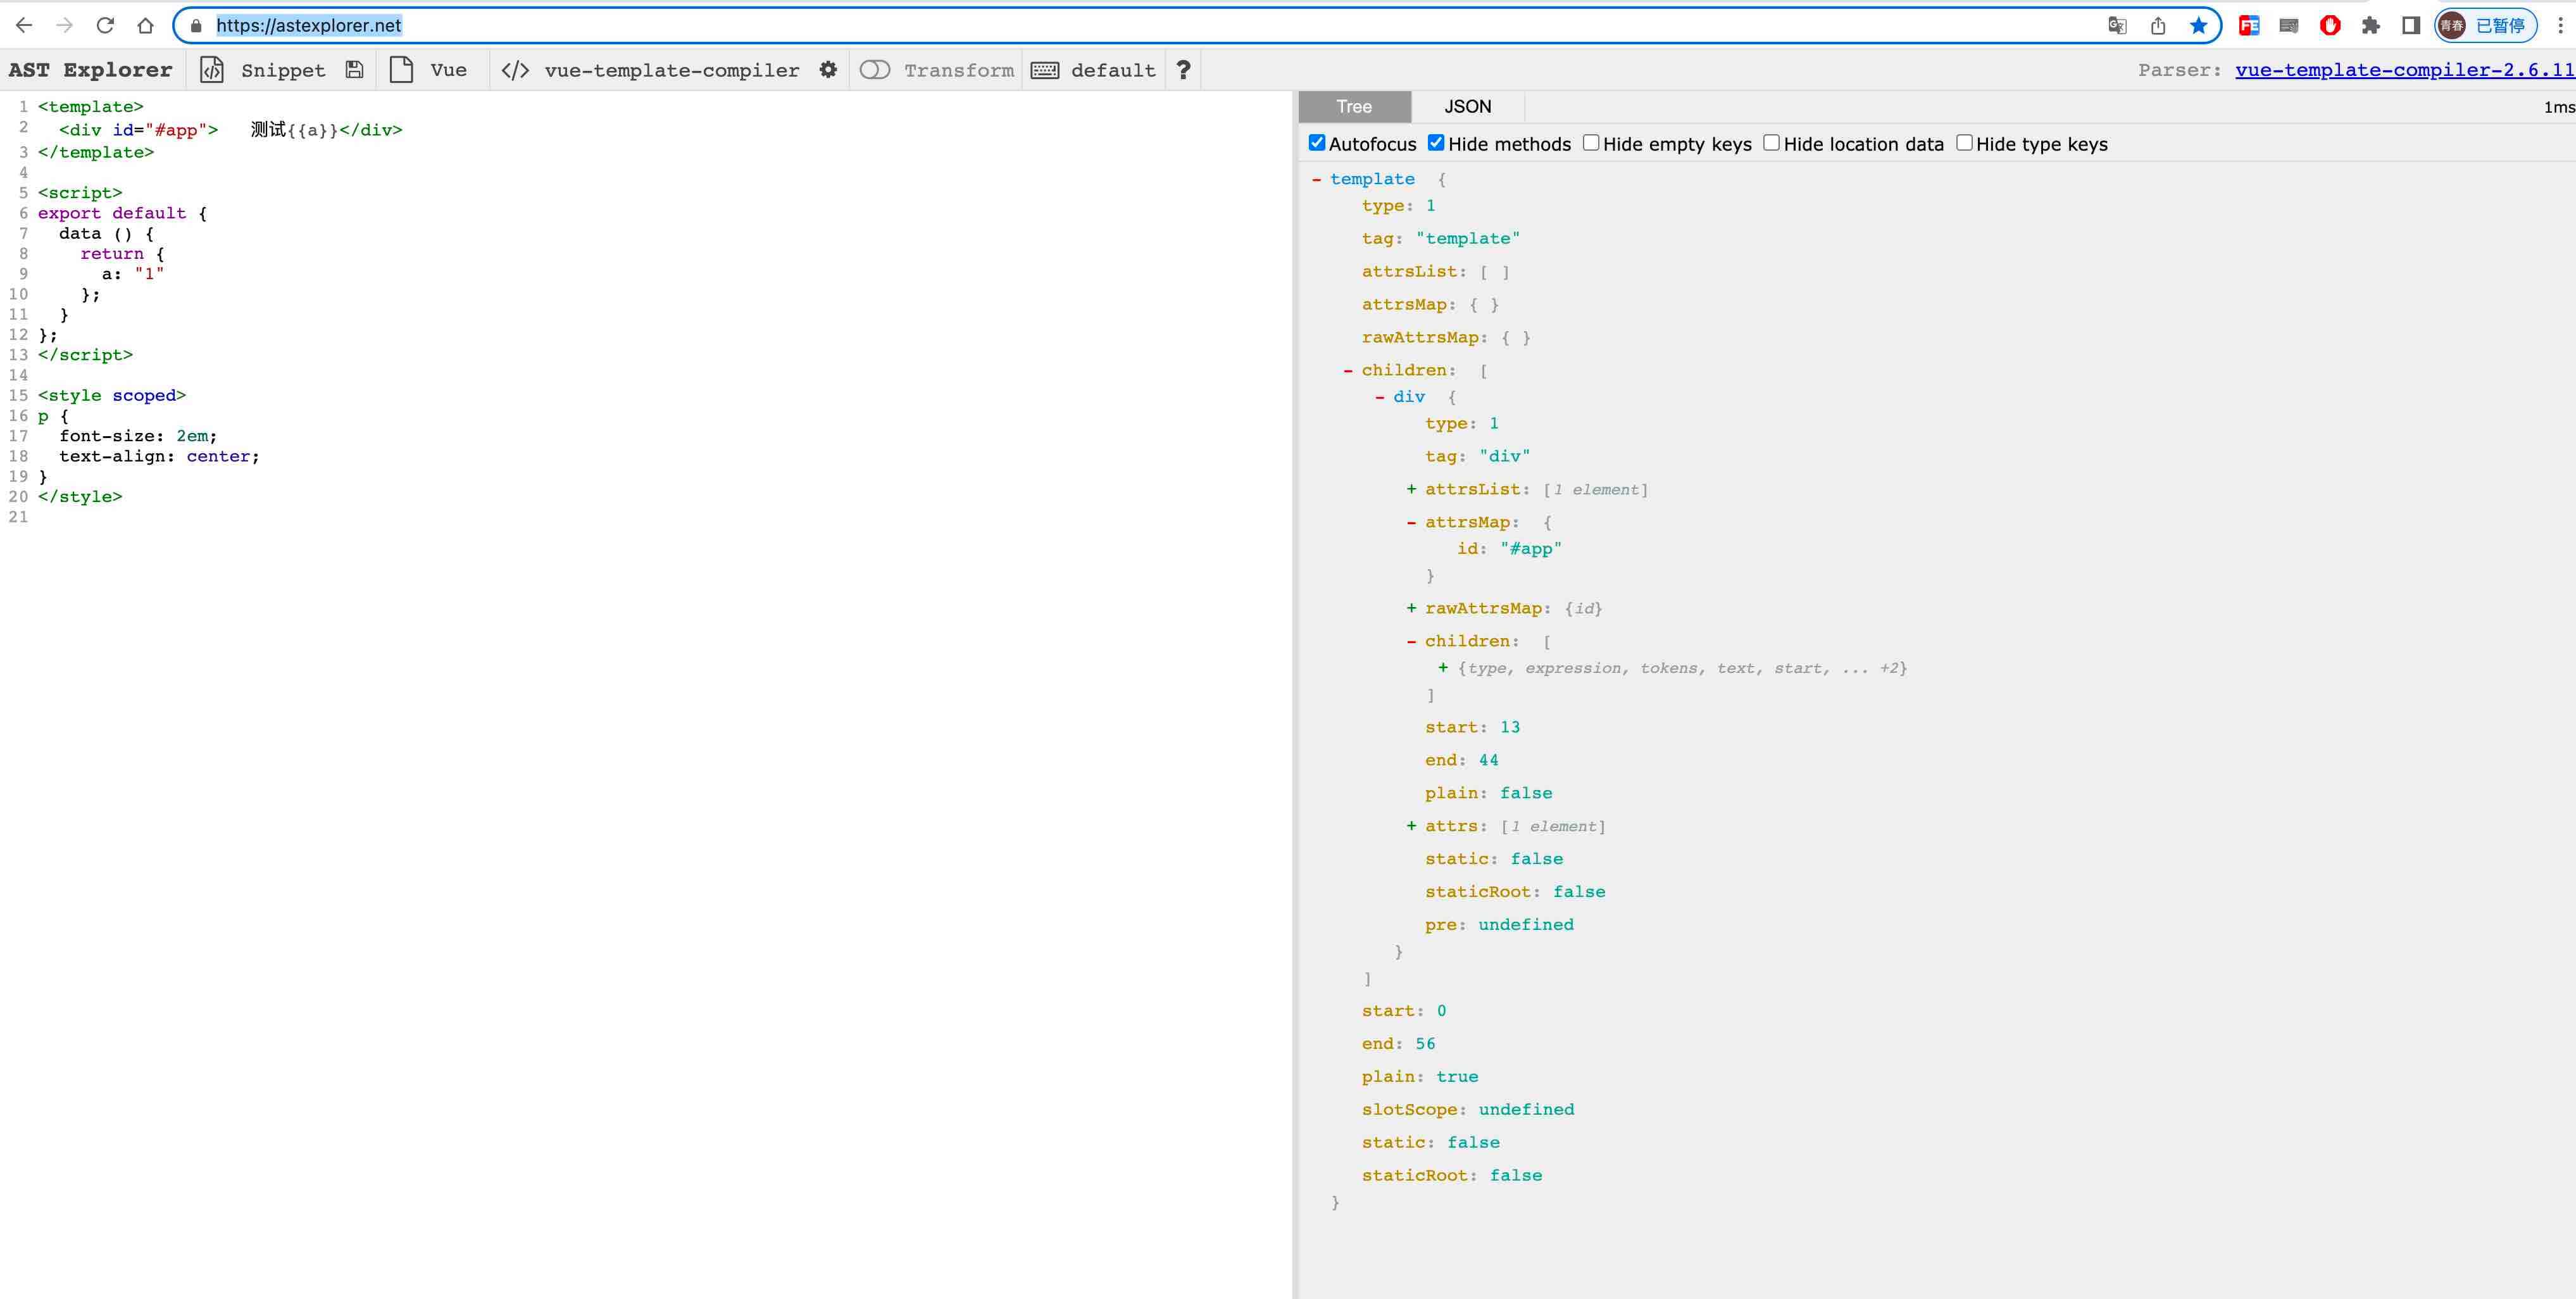 https://astexplorer.net
青春 已暂停
AST Explorer Snippet Vue </> vue-template-compiler Transform default ? Parser: vue-template-compiler-2.6.11
Tree JSON 1ms
Autofocus Hide methods Hide empty keys Hide location data Hide type keys
1 <template>
2   <div id="#app">   测试{{a}}</div>
3 </template>
4
5 <script>
6 export default {
7   data () {
8     return {
9       a: "1"
10     };
11   }
12 };
13 </script>
14
15 <style scoped>
16 p {
17   font-size: 2em;
18   text-align: center;
19 }
20 </style>
21
- template {
type: 1
tag: "template"
attrsList: [ ]
attrsMap: { }
rawAttrsMap: { }
- children: [
- div {
type: 1
tag: "div"
+ attrsList: [1 element]
- attrsMap: {
id: "#app"
}
+ rawAttrsMap: {id}
- children: [
+ {type, expression, tokens, text, start, ... +2}
]
start: 13
end: 44
plain: false
+ attrs: [1 element]
static: false
staticRoot: false
pre: undefined
}
]
start: 0
end: 56
plain: true
slotScope: undefined
static: false
staticRoot: false
}